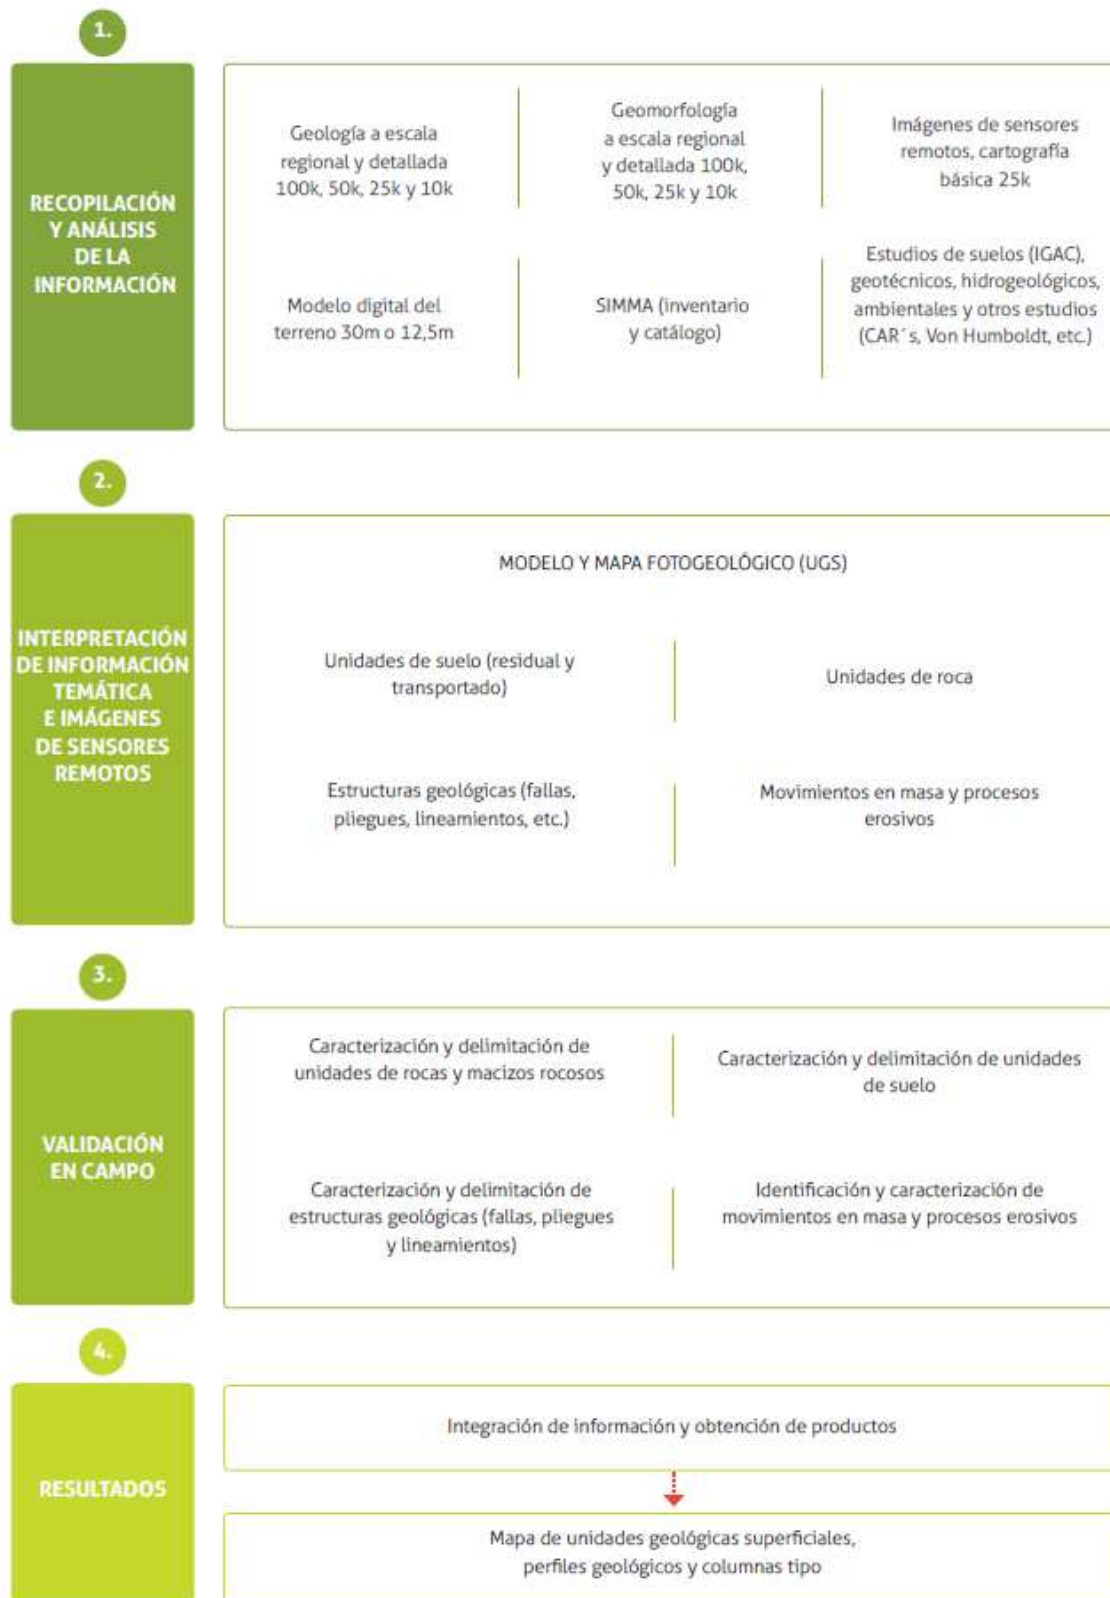 1.
RECOPILACIÓN
Y ANÁLISIS
DE LA
INFORMACIÓN
Geología a escala
regional y detallada
100k, 50k, 25k y 10k
Geomorfología
a escala regional
y detallada 100k,
50k, 25k y 10k
Imágenes de sensores
remotos, cartografía
básica 25k
Modelo digital del
terreno 30m o 12,5m
SIMMA (inventario
y catálogo)
Estudios de suelos (IGAC),
geotécnicos, hidrogeológicos,
ambientales y otros estudios
(CAR´s, Von Humboldt, etc.)
2.
INTERPRETACIÓN
DE INFORMACIÓN
TEMÁTICA
E IMÁGENES
DE SENSORES
REMOTOS
MODELO Y MAPA FOTOGEOLÓGICO (UGS)
Unidades de suelo (residual y
transportado)
Unidades de roca
Estructuras geológicas (fallas,
pliegues, lineamientos, etc.)
Movimientos en masa y procesos
erosivos
3.
VALIDACIÓN
EN CAMPO
Caracterización y delimitación de
unidades de rocas y macizos rocosos
Caracterización y delimitación de unidades
de suelo
Caracterización y delimitación de
estructuras geológicas (fallas, pliegues
y lineamientos)
Identificación y caracterización de
movimientos en masa y procesos erosivos
4.
RESULTADOS
Integración de información y obtención de productos
Mapa de unidades geológicas superficiales,
perfiles geológicos y columnas tipo